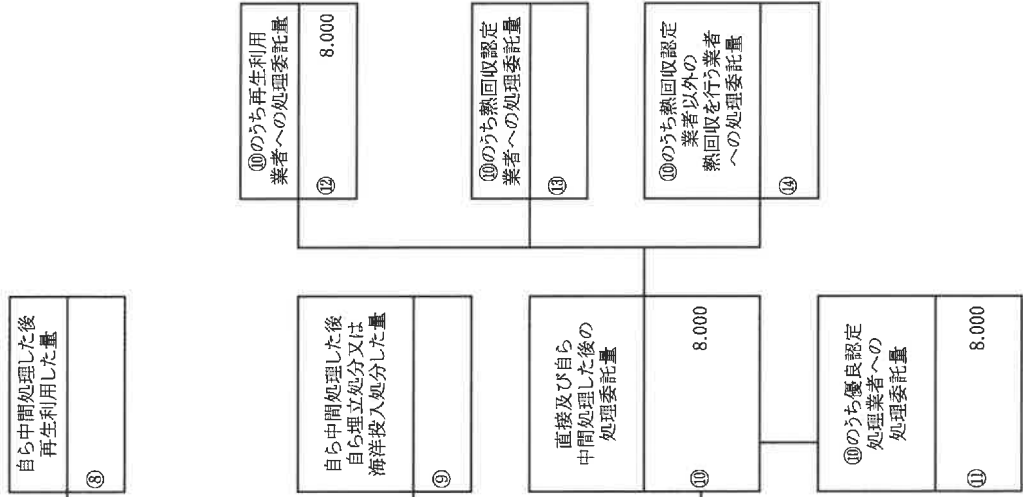 自ら中間処理した後
再生利用した量
⑧
自ら中間処理した後
自ら埋立処分又は
海洋投入処分した量
⑨
直接及び自ら
中間処理した後の
処理委託量
⑩
8.000
⑩のうち優良認定
処理業者への
処理委託量
⑪
8.000
⑩のうち再生利用
業者への処理委託量
⑫
8.000
⑩のうち熱回収認定
業者への処理委託量
⑬
⑩のうち熱回収認定
業者以外の
熱回収を行う業者
への処理委託量
⑭